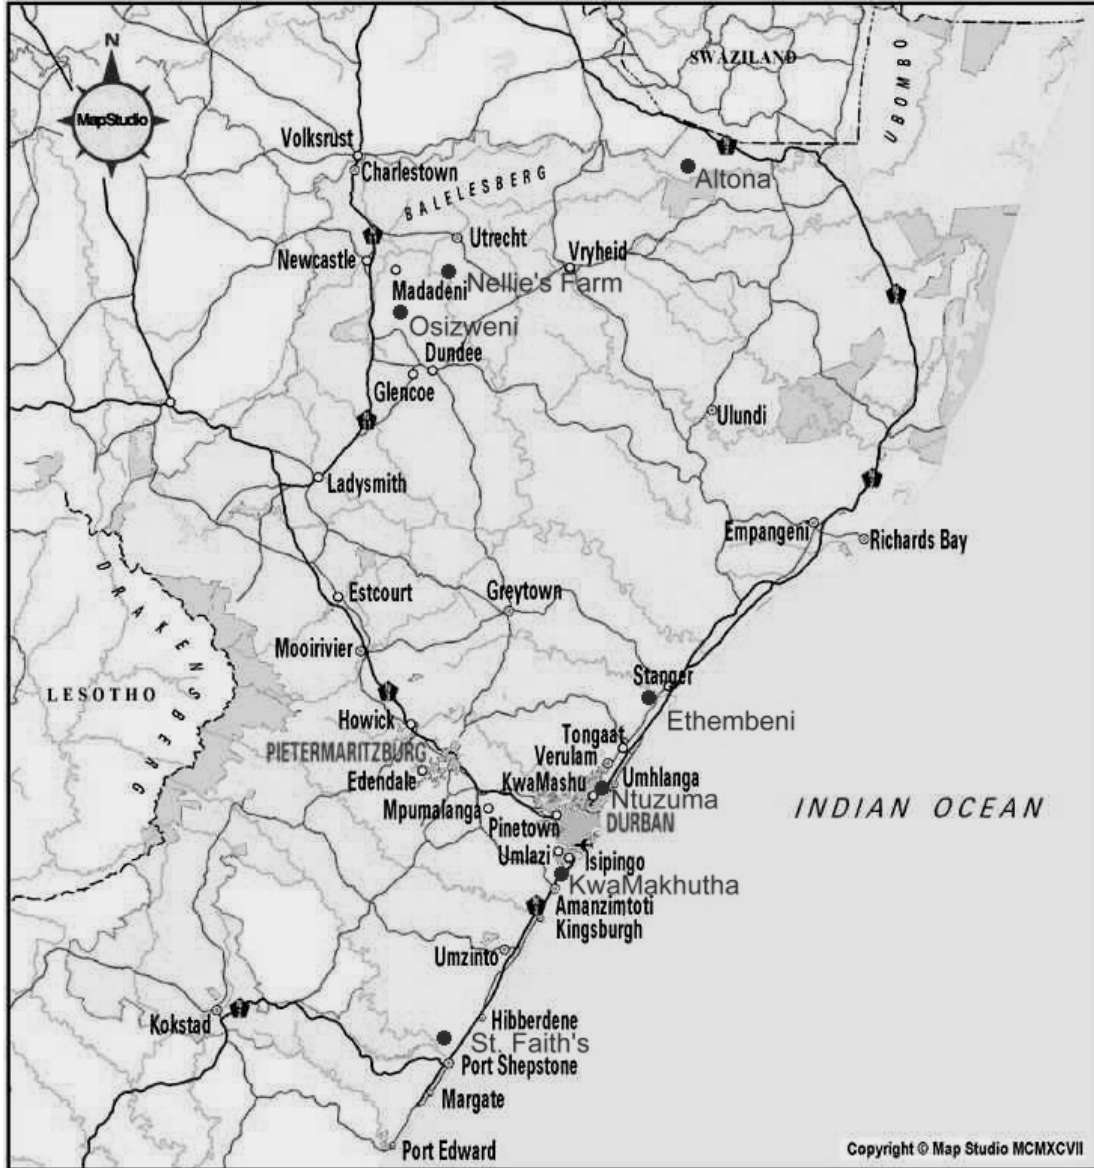 N
MapStudio
SWAZILAND
UBOMBO
Volksrust
Charlestown
BALELESBERG
Altona
Utrecht
Newcastle
Vryheid
Madadeni
Nellie's Farm
Osizweni
Dundee
Glencoe
Ulundi
Ladysmith
Empangeni
Richards Bay
DRAKENSBERG
Estcourt
Greytown
Mooirivier
LESOTHO
Stanger
Ethembeni
Howick
Tongaat
PIETERMARITZBURG
Verulam
Edendale
KwaMashu
Umhlanga
Ntuzuma
INDIAN OCEAN
Mpumalanga
Pinetown
DURBAN
Umlazi
Isipingo
KwaMakhutha
Amanzimtoti
Kingsburgh
Umzinto
Kokstad
Hibberdene
St. Faith's
Port Shepstone
Margate
Port Edward
Copyright © Map Studio MCMXCVII